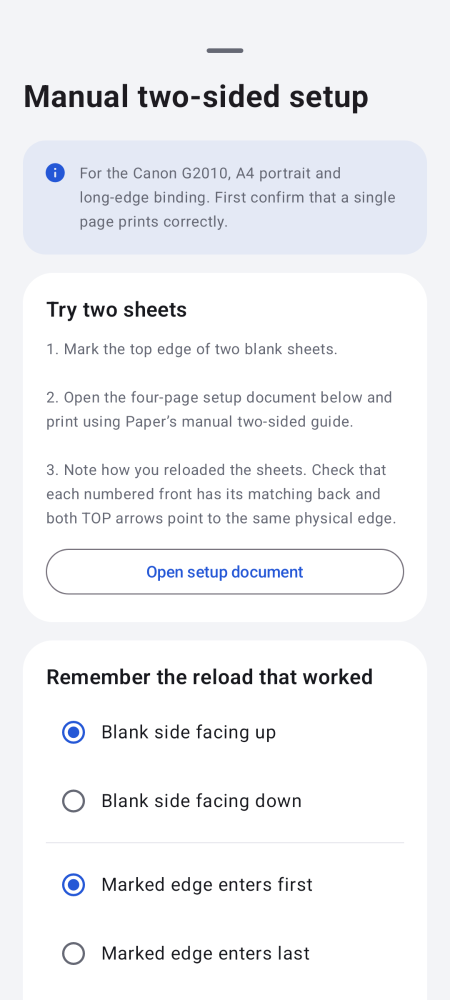 Manual two-sided setup
For the Canon G2010, A4 portrait and
long-edge binding. First confirm that a single
page prints correctly.
Try two sheets
1. Mark the top edge of two blank sheets.
2. Open the four-page setup document below and
print using Paper’s manual two-sided guide.
3. Note how you reloaded the sheets. Check that
each numbered front has its matching back and
both TOP arrows point to the same physical edge.
Open setup document
Remember the reload that worked
Blank side facing up
Blank side facing down
Marked edge enters first
Marked edge enters last